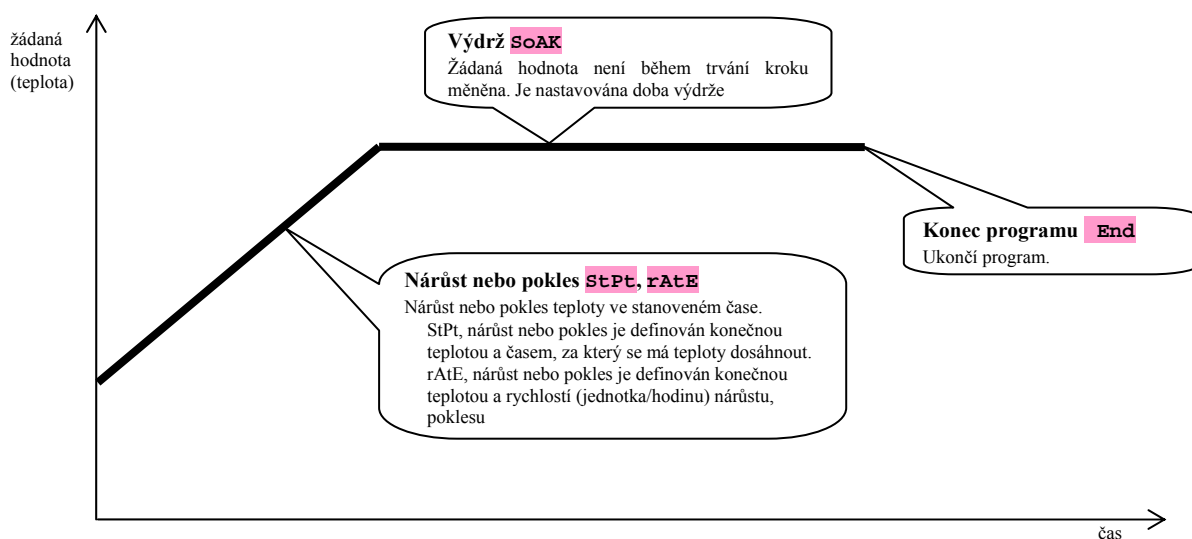 žádaná
hodnota
(teplota)
Výdrž SoAK
Žádaná hodnota není během trvání kroku
měněna. Je nastavována doba výdrže
Konec programu End
Ukončí program.
Nárůst nebo pokles StPt, rAtE
Nárůst nebo pokles teploty ve stanoveném čase.
StPt, nárůst nebo pokles je definován konečnou
teplotou a časem, za který se má teploty dosáhnout.
rAtE, nárůst nebo pokles je definován konečnou
teplotou a rychlostí (jednotka/hodinu) nárůstu,
poklesu
čas